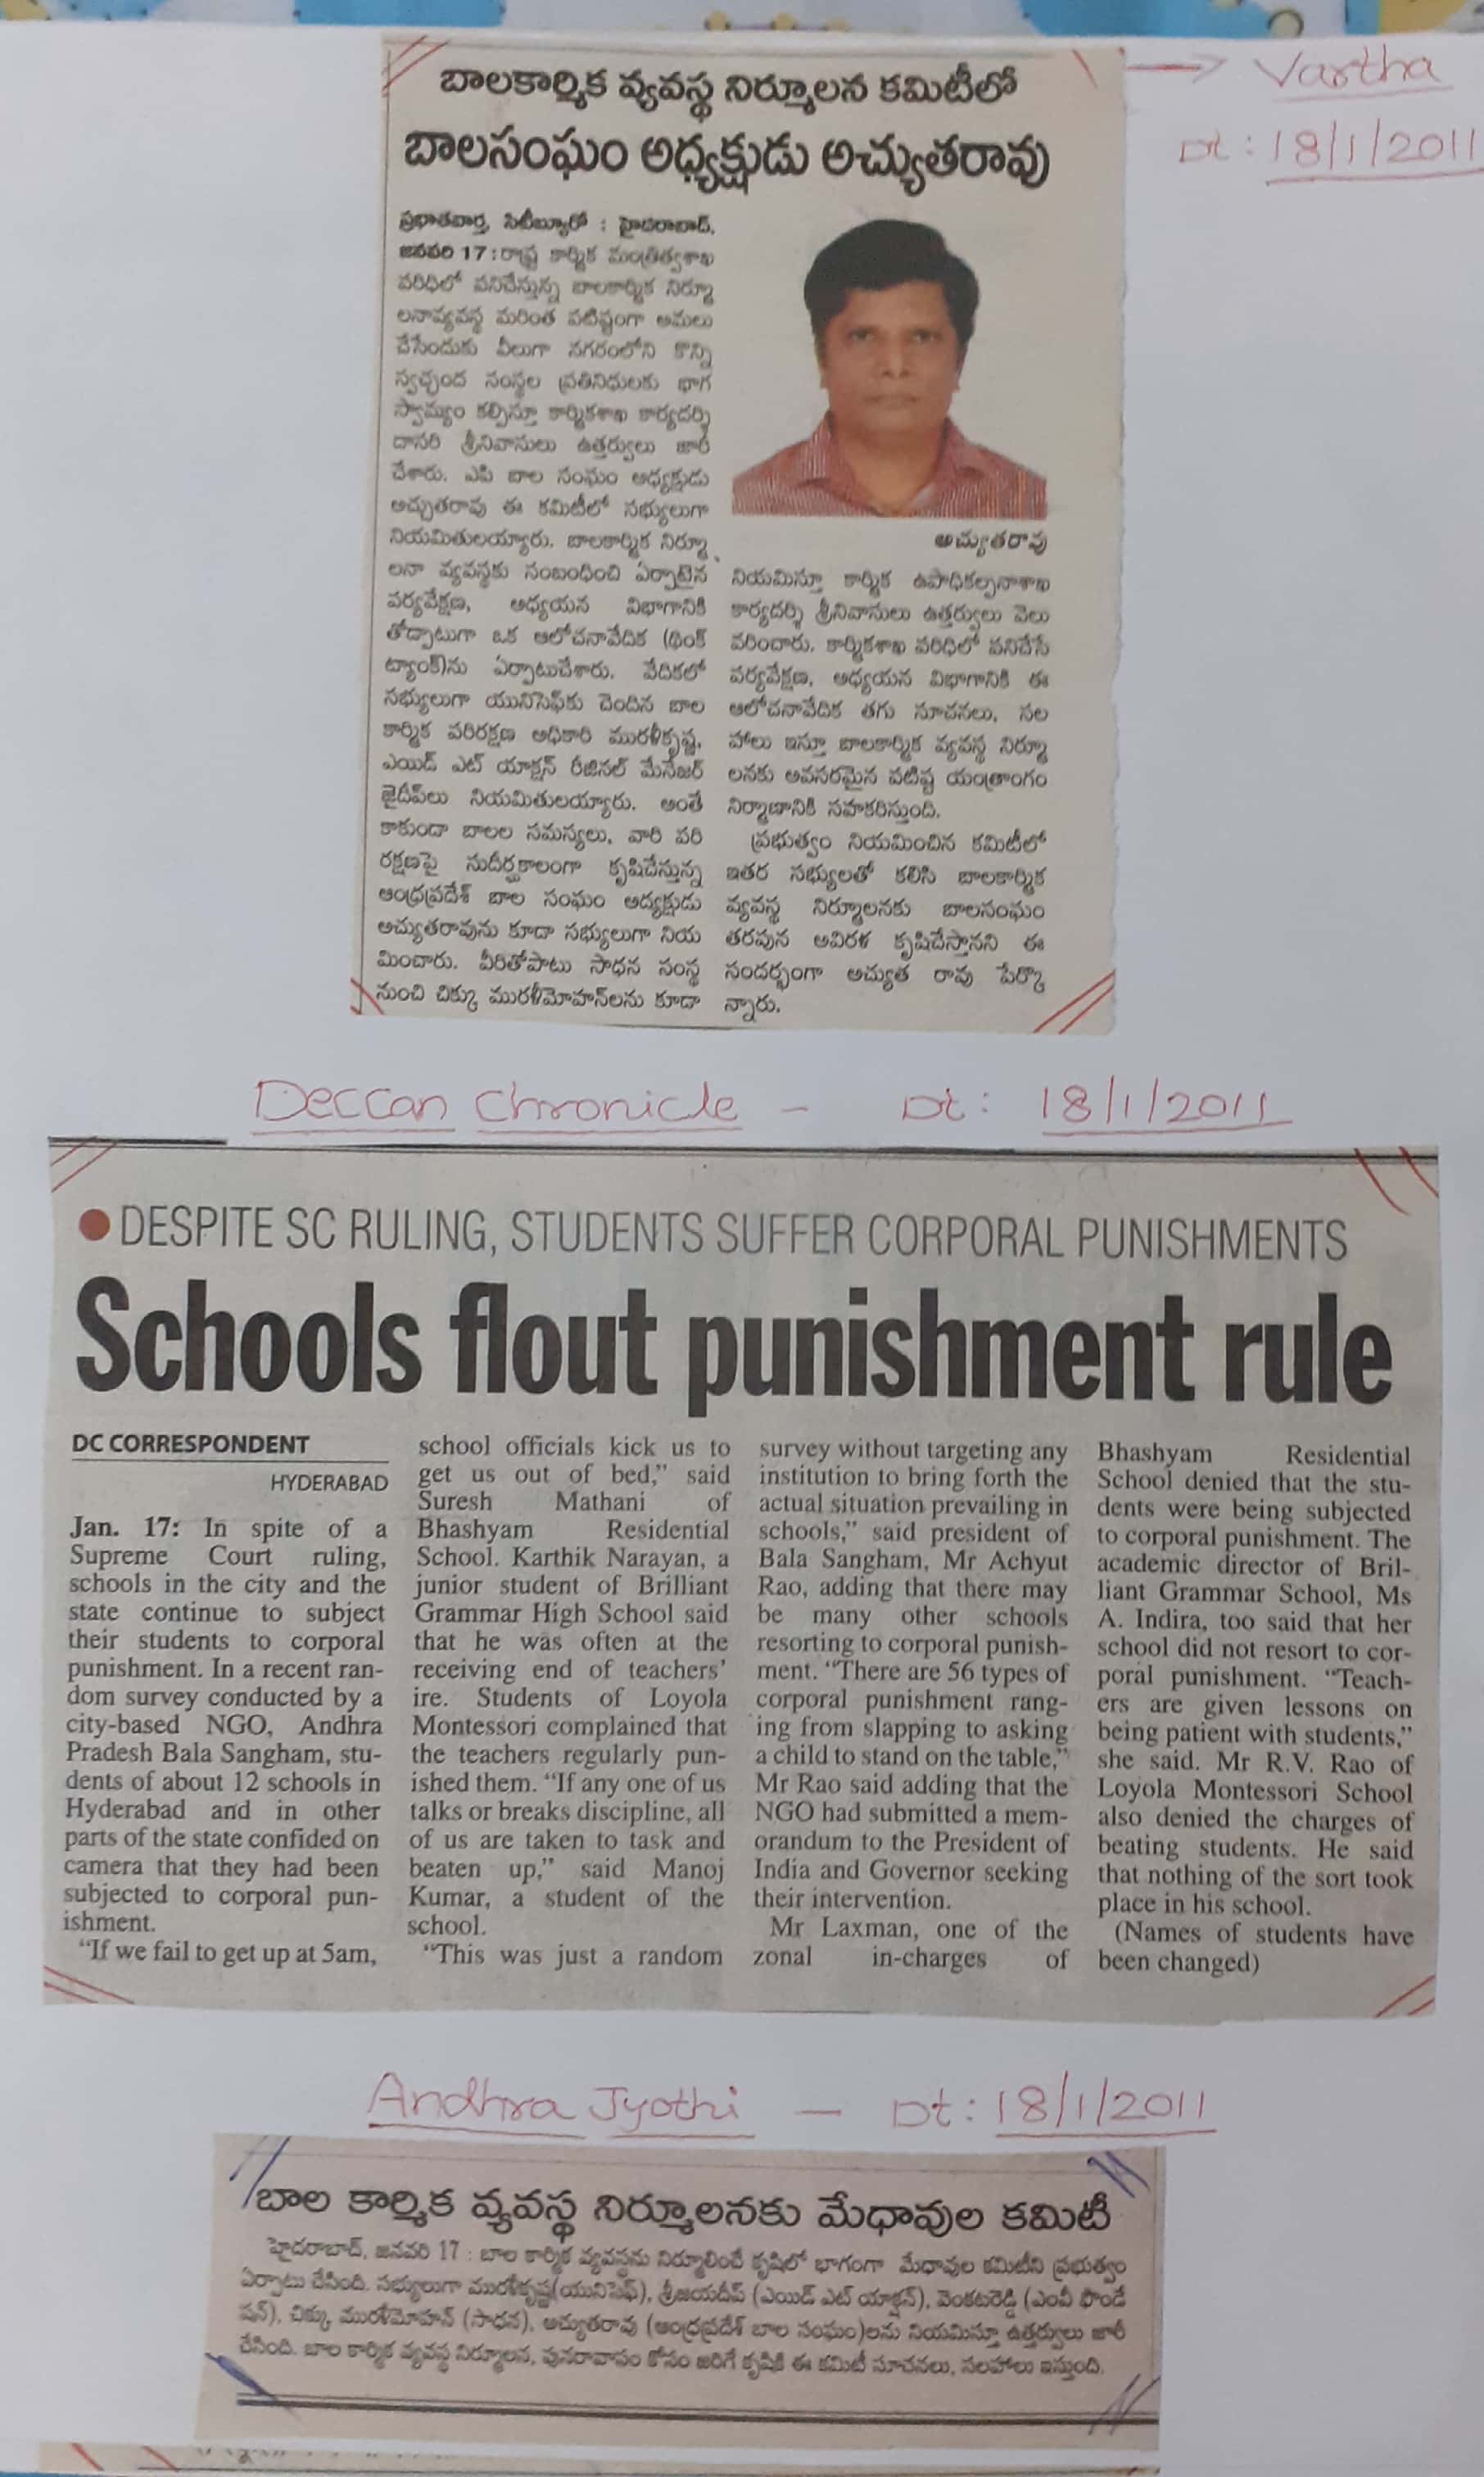 → Vartha
Dt : 18/1/2011
బాలకార్మిక వ్యవస్థ నిర్మూలన కమిటీలో
బాలసంఘం అధ్యక్షుడు అచ్యుతరావు
ప్రభాతవార్త, సిటీబ్యూరో : హైదరాబాద్,
జనవరి 17 : రాష్ట్ర కార్మిక మంత్రిత్వశాఖ
పరిధిలో పనిచేస్తున్న బాలకార్మిక నిర్మూ
లనావ్యవస్థ మరింత పటిష్టంగా అమలు
చేసేందుకు వీలుగా నగరంలోని కొన్ని
స్వచ్ఛంద సంస్థల ప్రతినిధులకు భాగ
స్వామ్యం కల్పిస్తూ కార్మికశాఖ కార్యదర్శి
దాసరి శ్రీనివాసులు ఉత్తర్వులు జారీ
చేశారు. ఎపి బాల సంఘం అధ్యక్షుడు
అచ్యుతరావు ఈ కమిటీలో సభ్యులుగా
నియమితులయ్యారు. బాలకార్మిక నిర్మూ
లనా వ్యవస్థకు సంబంధించి ఏర్పాటైన
పర్యవేక్షణ, అధ్యయన విభాగానికి
తోడ్పాటుగా ఒక ఆలోచనావేదిక (థింక్
ట్యాంక్)ను ఏర్పాటుచేశారు. వేదికలో
సభ్యులుగా యునిసెఫ్‌కు చెందిన బాల
కార్మిక పరిరక్షణ అధికారి మురళీకృష్ణ,
ఎయిడ్ ఎట్ యాక్షన్ రీజినల్ మేనేజర్
జైదీప్‌లు నియమితులయ్యారు. అంతే
కాకుండా బాలల సమస్యలు, వారి పరి
రక్షణపై సుదీర్ఘకాలంగా కృషిచేస్తున్న
ఆంధ్రప్రదేశ్ బాల సంఘం అద్యక్షుడు
అచ్యుతరావును కూడా సభ్యులుగా నియ
మించారు. వీరితోపాటు సాధన సంస్థ
నుంచి చిక్కు మురళీమోహన్‌లను కూడా
అచ్యుతరావు
నియమిస్తూ కార్మిక ఉపాధికల్పనాశాఖ
కార్యదర్శి శ్రీనివాసులు ఉత్తర్వులు వెలు
వరించారు. కార్మికశాఖ పరిధిలో పనిచేసే
పర్యవేక్షణ, అధ్యయన విభాగానికి ఈ
ఆలోచనావేదిక తగు సూచనలు, సల
హాలు ఇస్తూ బాలకార్మిక వ్యవస్థ నిర్మూ
లనకు అవసరమైన పటిష్ట యంత్రాంగం
నిర్మాణానికి సహకరిస్తుంది.
ప్రభుత్వం నియమించిన కమిటీలో
ఇతర సభ్యులతో కలిసి బాలకార్మిక
వ్యవస్థ నిర్మూలనకు బాలసంఘం
తరపున అవిరళ కృషిచేస్తానని ఈ
సందర్భంగా అచ్యుత రావు పేర్కొ
న్నారు.
Deccan Chronicle - Dt: 18/1/2011
● DESPITE SC RULING, STUDENTS SUFFER CORPORAL PUNISHMENTS
Schools flout punishment rule
DC CORRESPONDENT
HYDERABAD
Jan. 17: In spite of a
Supreme Court ruling,
schools in the city and the
state continue to subject
their students to corporal
punishment. In a recent ran-
dom survey conducted by a
city-based NGO, Andhra
Pradesh Bala Sangham, stu-
dents of about 12 schools in
Hyderabad and in other
parts of the state confided on
camera that they had been
subjected to corporal pun-
ishment.
“If we fail to get up at 5am,
school officials kick us to
get us out of bed,” said
Suresh Mathani of
Bhashyam Residential
School. Karthik Narayan, a
junior student of Brilliant
Grammar High School said
that he was often at the
receiving end of teachers’
ire. Students of Loyola
Montessori complained that
the teachers regularly pun-
ished them. “If any one of us
talks or breaks discipline, all
of us are taken to task and
beaten up,” said Manoj
Kumar, a student of the
school.
“This was just a random
survey without targeting any
institution to bring forth the
actual situation prevailing in
schools,” said president of
Bala Sangham, Mr Achyut
Rao, adding that there may
be many other schools
resorting to corporal punish-
ment. “There are 56 types of
corporal punishment rang-
ing from slapping to asking
a child to stand on the table,”
Mr Rao said adding that the
NGO had submitted a mem-
orandum to the President of
India and Governor seeking
their intervention.
Mr Laxman, one of the
zonal in-charges of
Bhashyam Residential
School denied that the stu-
dents were being subjected
to corporal punishment. The
academic director of Bril-
liant Grammar School, Ms
A. Indira, too said that her
school did not resort to cor-
poral punishment. “Teach-
ers are given lessons on
being patient with students,”
she said. Mr R.V. Rao of
Loyola Montessori School
also denied the charges of
beating students. He said
that nothing of the sort took
place in his school.
(Names of students have
been changed)
Andhra Jyothi - Dt: 18/1/2011
బాల కార్మిక వ్యవస్థ నిర్మూలనకు మేధావుల కమిటీ
హైదరాబాద్, జనవరి 17 : బాల కార్మిక వ్యవస్థను నిర్మూలించే కృషిలో భాగంగా మేధావుల కమిటీని ప్రభుత్వం
ఏర్పాటు చేసింది. సభ్యులుగా మురళీకృష్ణ(యునిసెఫ్), శ్రీజయదీప్ (ఎయిడ్ ఎట్ యాక్షన్), వెంకటరెడ్డి (ఎంవీ ఫౌండే
షన్), చిక్కు మురళీమోహన్ (సాధన), అచ్యుతరావు (ఆంధ్రప్రదేశ్ బాల సంఘం)లను నియమిస్తూ ఉత్తర్వులు జారీ
చేసింది. బాల కార్మిక వ్యవస్థ నిర్మూలన, పునరావాసం కోసం జరిగే కృషికి ఈ కమిటీ సూచనలు, సలహాలు ఇస్తుంది.